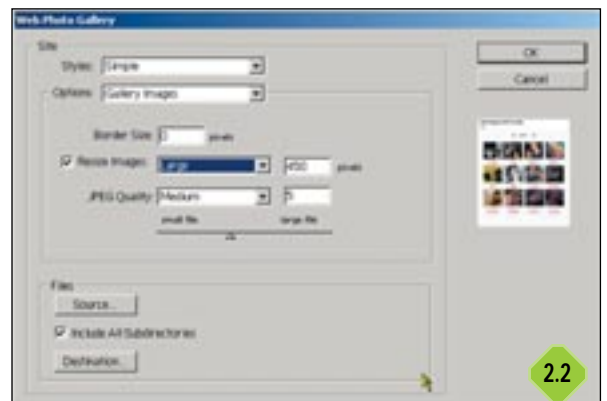 Web Photo Gallery
Site
Styles: Simple
Options: Gallery Images
Border Size: pixels
Resize Images: Large 450 pixels
JPEG Quality: Medium 5
small file large file
Files
Source...
Include All Subdirectories
Destination...
OK
Cancel
2.2